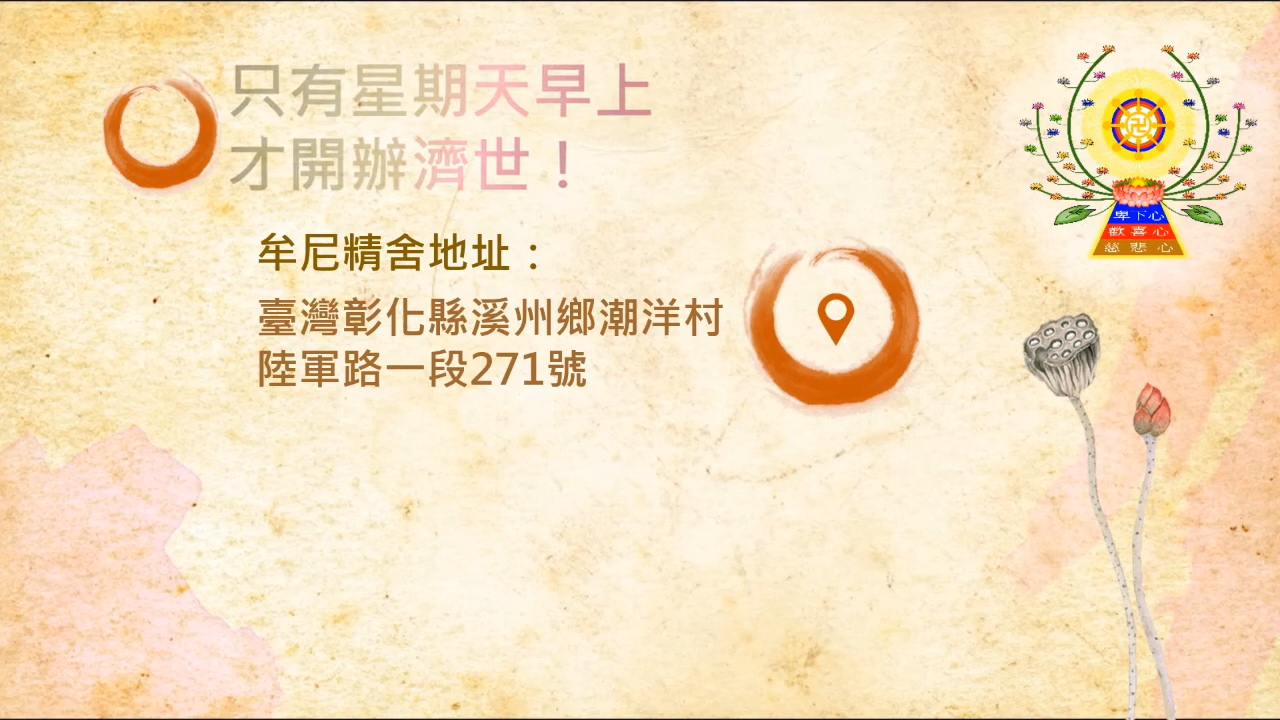 只有星期天早上
才開辦濟世！
牟尼精舍地址：
臺灣彰化縣溪州鄉潮洋村
陸軍路一段271號
卑下心
歡喜心
慈悲心